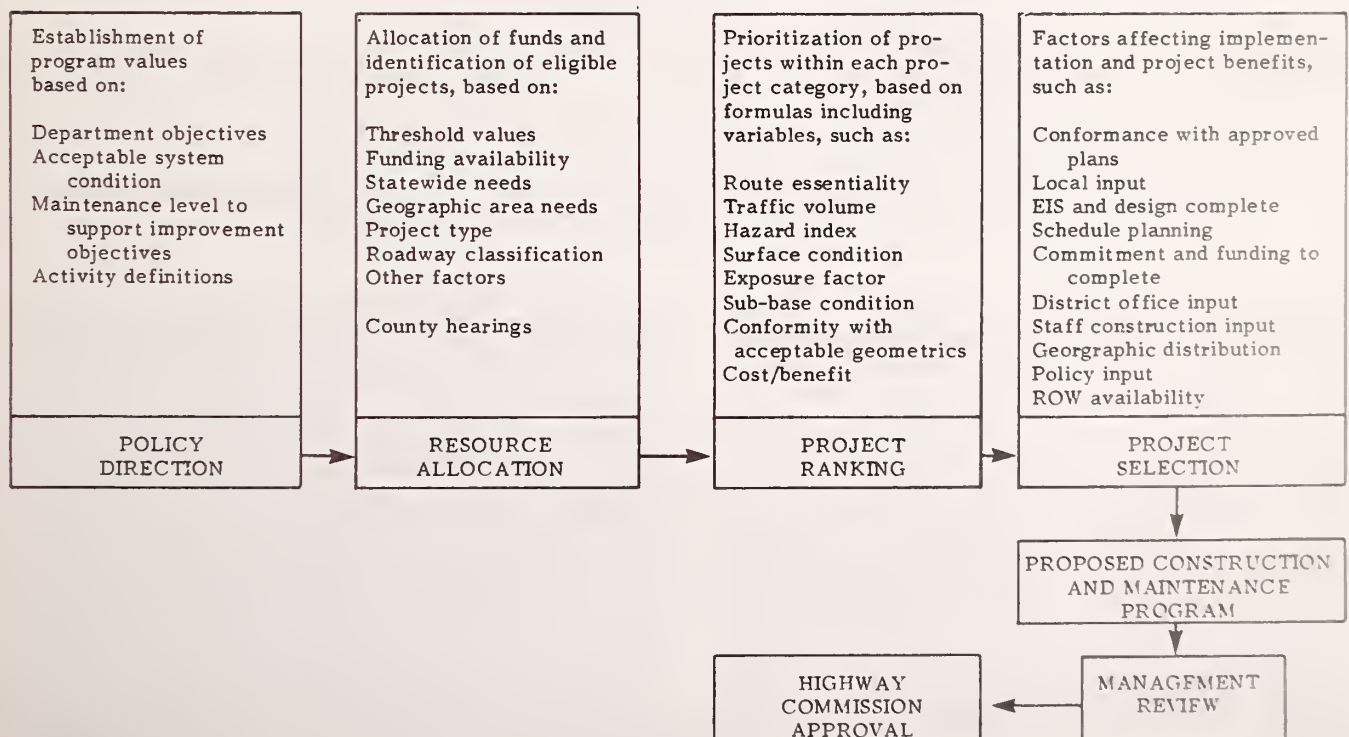 Establishment of
program values
based on:
Department objectives
Acceptable system
condition
Maintenance level to
support improvement
objectives
Activity definitions
POLICY
DIRECTION
Allocation of funds and
identification of eligible
projects, based on:
Threshold values
Funding availability
Statewide needs
Geographic area needs
Project type
Roadway classification
Other factors
County hearings
RESOURCE
ALLOCATION
Prioritization of pro-
jects within each pro-
ject category, based on
formulas including
variables, such as:
Route essentiality
Traffic volume
Hazard index
Surface condition
Exposure factor
Sub-base condition
Conformity with
acceptable geometrics
Cost/benefit
PROJECT
RANKING
Factors affecting implemen-
tation and project benefits,
such as:
Conformance with approved
plans
Local input
EIS and design complete
Schedule planning
Commitment and funding to
complete
District office input
Staff construction input
Georgraphic distribution
Policy input
ROW availability
PROJECT
SELECTION
PROPOSED CONSTRUCTION
AND MAINTENANCE
PROGRAM
MANAGEMENT
REVIEW
HIGHWAY
COMMISSION
APPROVAL